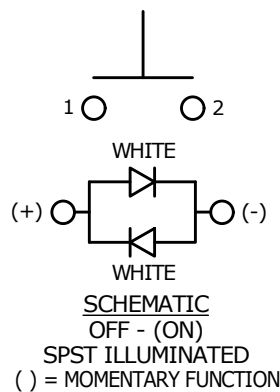 1 2
WHITE
(+) (-)
WHITE
SCHEMATIC
OFF - (ON)
SPST ILLUMINATED
( ) = MOMENTARY FUNCTION